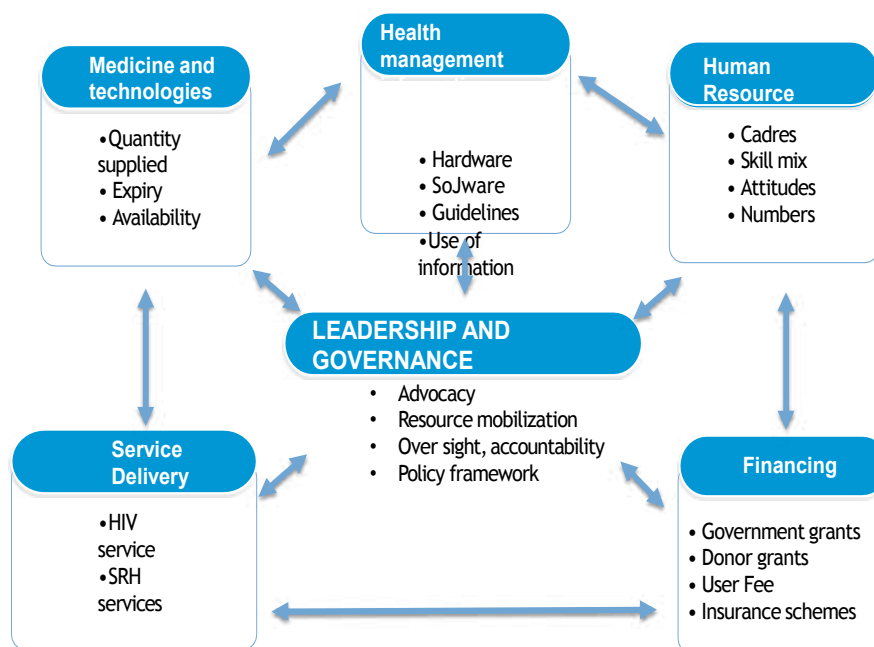 Medicine and
technologies
•Quantity
supplied
• Expiry
• Availability
Health
management
• Hardware
• SoJware
• Guidelines
•Use of
information
Human
Resource
• Cadres
• Skill mix
• Attitudes
• Numbers
LEADERSHIP AND
GOVERNANCE
• Advocacy
• Resource mobilization
• Over sight, accountability
• Policy framework
Service
Delivery
•HIV
service
•SRH
services
Financing
• Government grants
• Donor grants
• User Fee
• Insurance schemes